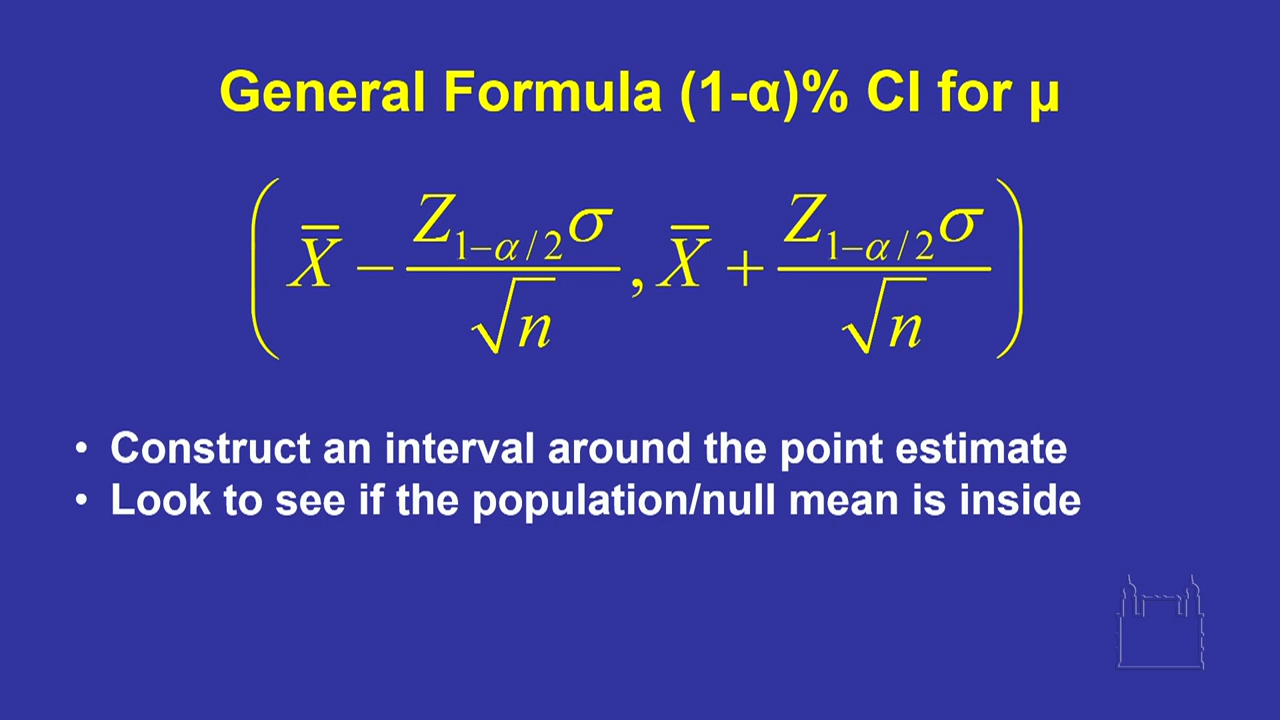 General Formula (1-α)% CI for μ
( X̄ − Z₁₋α/₂σ / √n , X̄ + Z₁₋α/₂σ / √n )
• Construct an interval around the point estimate
• Look to see if the population/null mean is inside